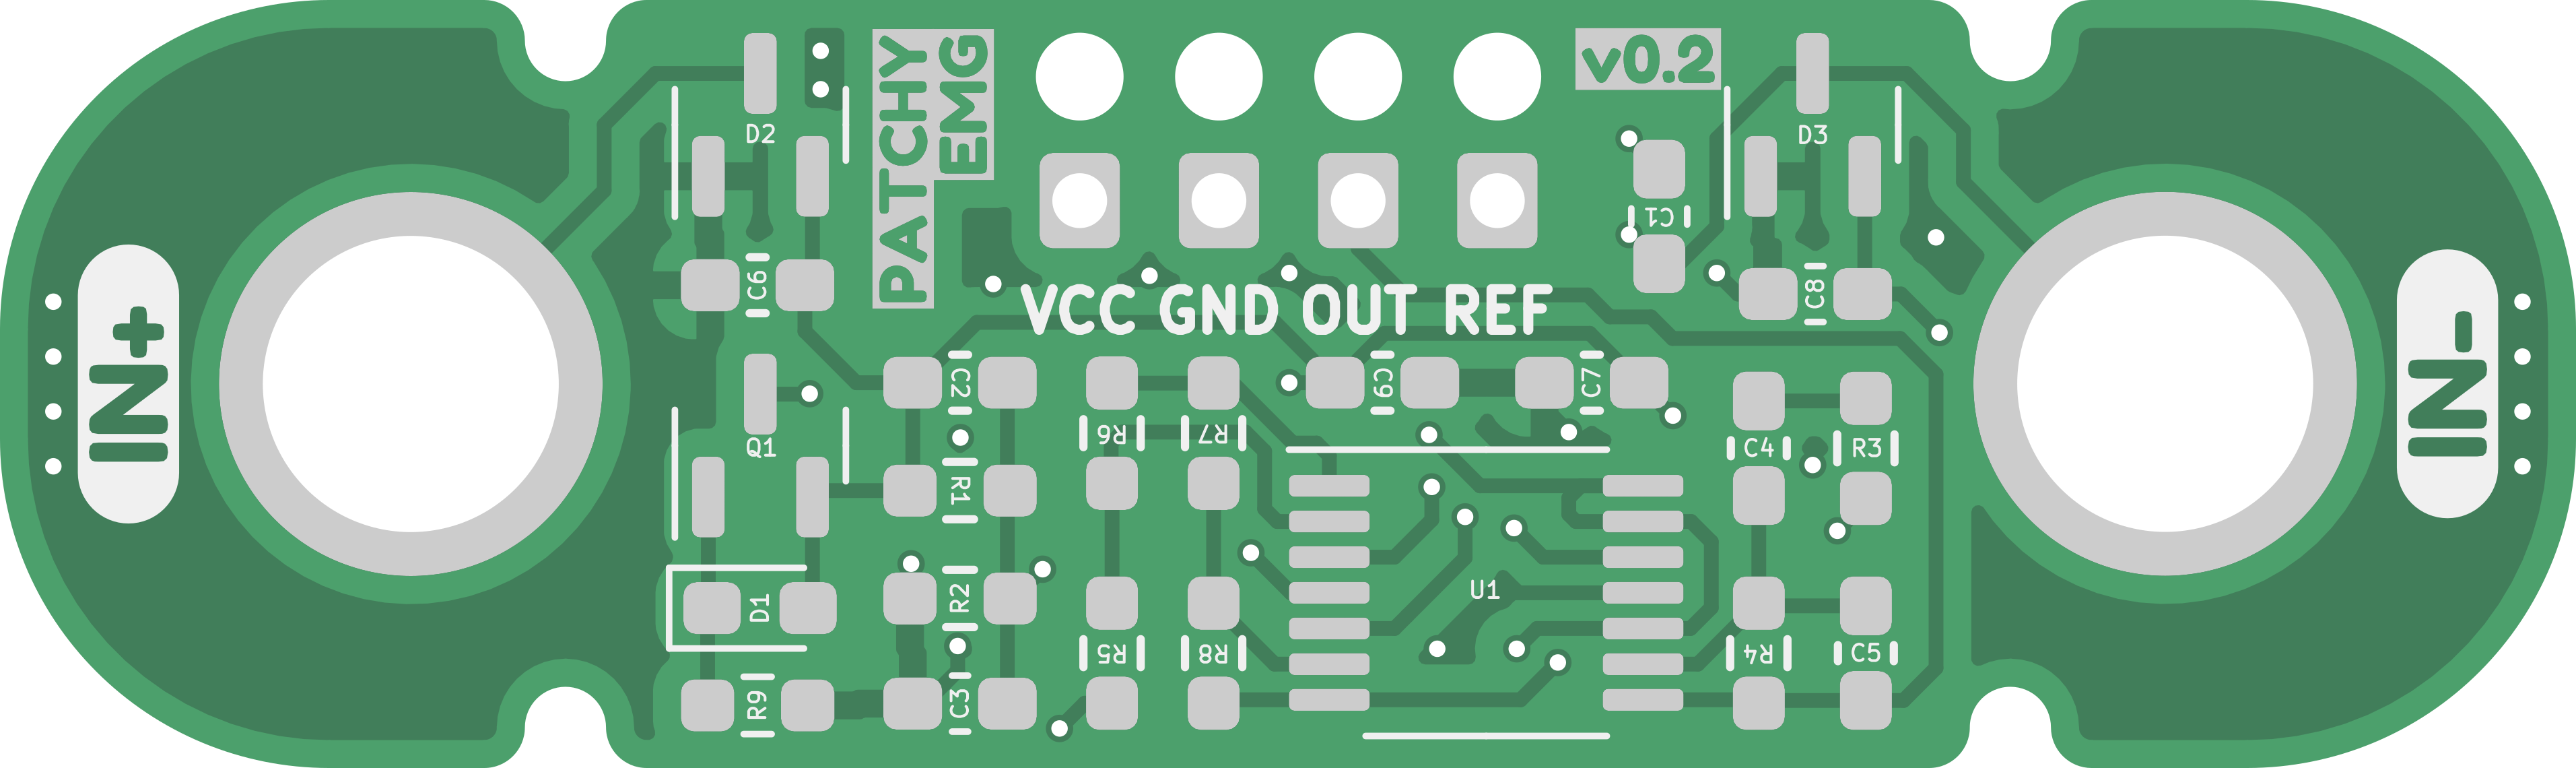 PATCHY
EMG
v0.2
D2
D3
C1
VCC GND OUT REF
C6
C8
IN+
IN-
C2
C9
C7
Q1
R6
R7
C4
R3
R1
D1
R2
U1
R5
R8
R4
C5
R9
C3